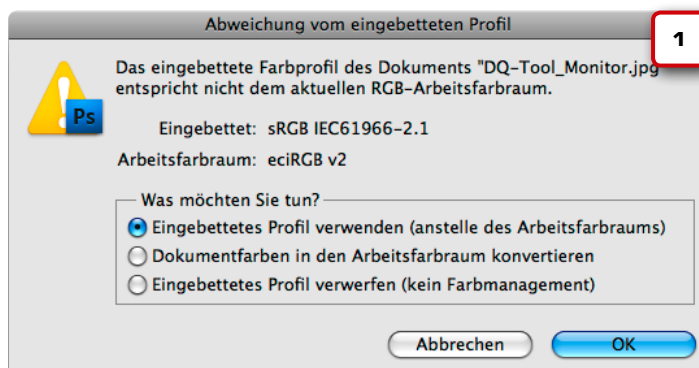 Abweichung vom eingebetteten Profil
1
Das eingebettete Farbprofil des Dokuments "DQ-Tool_Monitor.jpg"
entspricht nicht dem aktuellen RGB-Arbeitsfarbraum.
Eingebettet: sRGB IEC61966-2.1
Arbeitsfarbraum: eciRGB v2
Was möchten Sie tun?
Eingebettetes Profil verwenden (anstelle des Arbeitsfarbraums)
Dokumentfarben in den Arbeitsfarbraum konvertieren
Eingebettetes Profil verwerfen (kein Farbmanagement)
Abbrechen OK
Ps